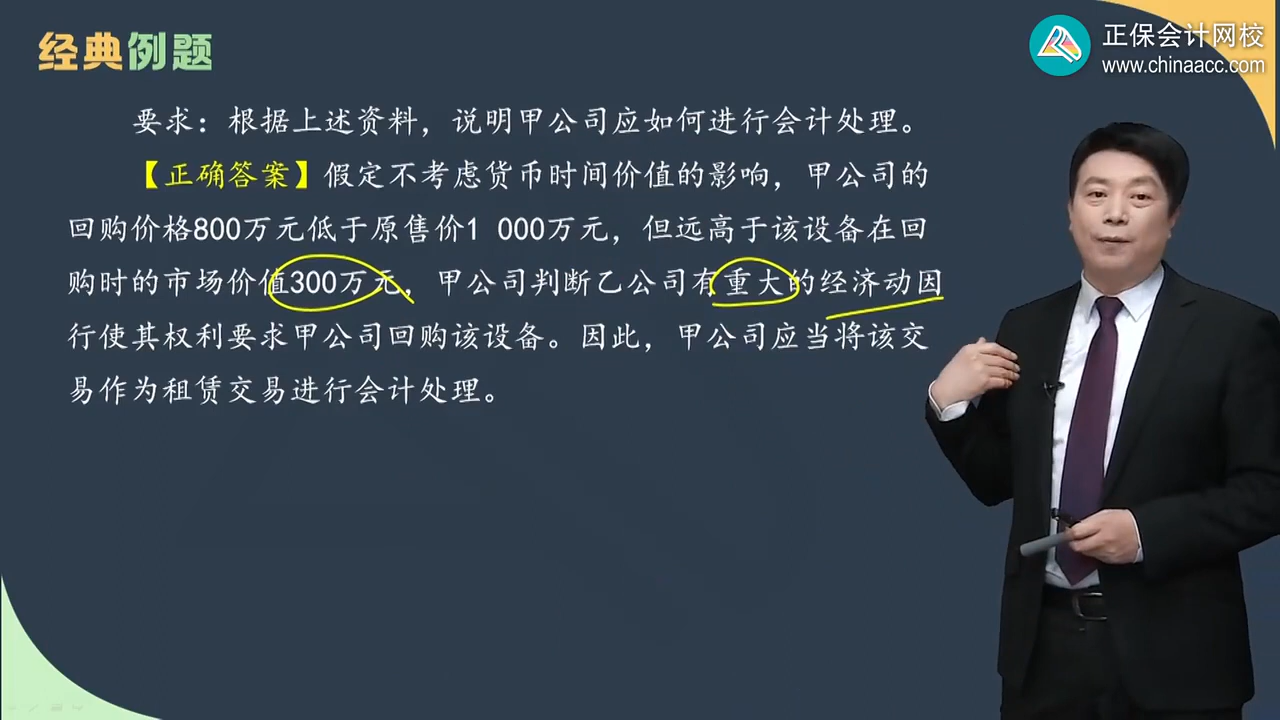 经典例题
正保会计网校
www.chinaacc.com
要求：根据上述资料，说明甲公司应如何进行会计处理。
【正确答案】假定不考虑货币时间价值的影响，甲公司的
回购价格800万元低于原售价1 000万元，但远高于该设备在回
购时的市场价值300万元，甲公司判断乙公司有重大的经济动因
行使其权利要求甲公司回购该设备。因此，甲公司应当将该交
易作为租赁交易进行会计处理。